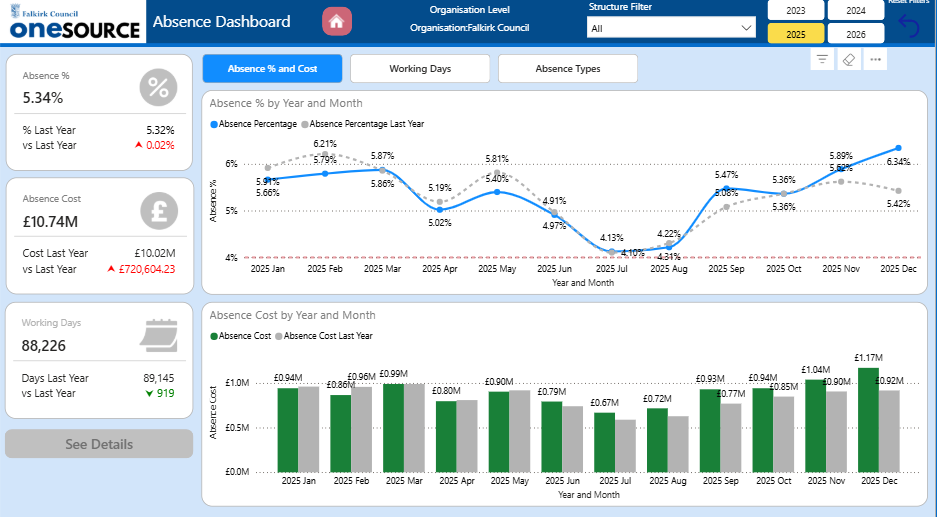 Falkirk Council
oneSOURCE
Absence Dashboard
Organisation Level
Organisation:Falkirk Council
Structure Filter
All
2023
2024
2025
2026
Reset Filters
Absence % and Cost
Working Days
Absence Types
Absence %
5.34%
% Last Year
5.32%
vs Last Year
0.02%
Absence Cost
£10.74M
Cost Last Year
£10.02M
vs Last Year
£720,604.23
Working Days
88,226
Days Last Year
89,145
vs Last Year
919
See Details
Absence % by Year and Month
Absence Percentage
Absence Percentage Last Year
Absence %
6%
5%
4%
5.91%
5.66%
6.21%
5.79%
5.87%
5.86%
5.19%
5.02%
5.81%
5.40%
4.91%
4.97%
4.13%
4.10%
4.22%
4.31%
5.47%
5.08%
5.36%
5.36%
5.89%
5.62%
6.34%
5.42%
2025 Jan
2025 Feb
2025 Mar
2025 Apr
2025 May
2025 Jun
2025 Jul
2025 Aug
2025 Sep
2025 Oct
2025 Nov
2025 Dec
Year and Month
Absence Cost by Year and Month
Absence Cost
Absence Cost Last Year
Absence Cost
£1.0M
£0.5M
£0.0M
£0.94M
£0.86M
£0.96M
£0.99M
£0.80M
£0.90M
£0.79M
£0.67M
£0.72M
£0.93M
£0.77M
£0.94M
£0.85M
£1.04M
£0.90M
£1.17M
£0.92M
2025 Jan
2025 Feb
2025 Mar
2025 Apr
2025 May
2025 Jun
2025 Jul
2025 Aug
2025 Sep
2025 Oct
2025 Nov
2025 Dec
Year and Month